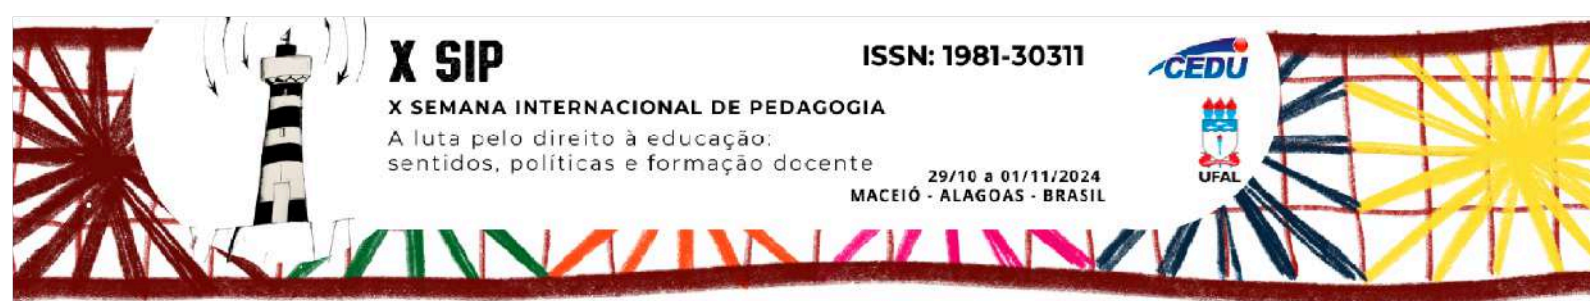 X SIP
ISSN: 1981-30311
CEDU
X SEMANA INTERNACIONAL DE PEDAGOGIA
A luta pelo direito à educação:
sentidos, políticas e formação docente
29/10 a 01/11/2024
MACEIÓ - ALAGOAS - BRASIL
UFAL